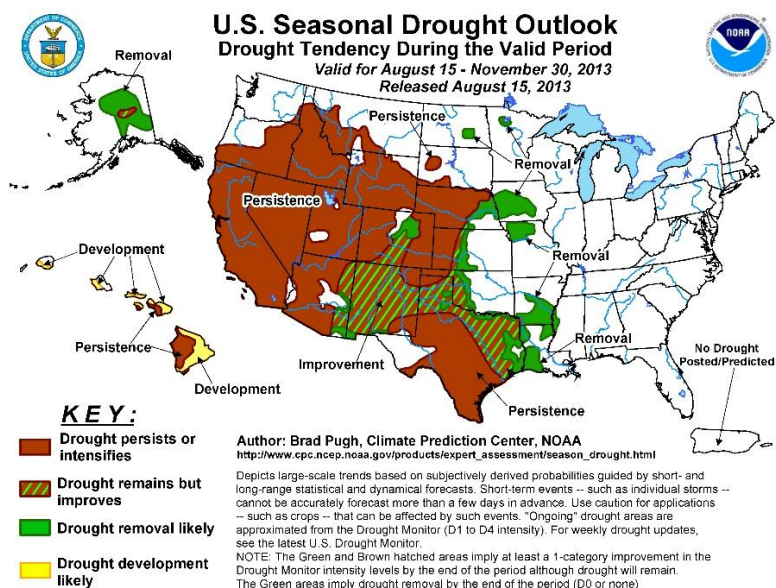 U.S. Seasonal Drought Outlook
Drought Tendency During the Valid Period
Valid for August 15 - November 30, 2013
Released August 15, 2013
NOAA
Removal
Persistence
Removal
Persistence
Development
Removal
Persistence
Improvement
Removal
No Drought
Posted/Predicted
Development
Persistence
KEY:
Drought persists or
intensifies
Drought remains but
improves
Drought removal likely
Drought development
likely
Author: Brad Pugh, Climate Prediction Center, NOAA
http://www.cpc.ncep.noaa.gov/products/expert_assessment/season_drought.html
Depicts large-scale trends based on subjectively derived probabilities guided by short- and
long-range statistical and dynamical forecasts. Short-term events -- such as individual storms --
cannot be accurately forecast more than a few days in advance. Use caution for applications
-- such as crops -- that can be affected by such events. "Ongoing" drought areas are
approximated from the Drought Monitor (D1 to D4 intensity). For weekly drought updates,
see the latest U.S. Drought Monitor.
NOTE: The Green and Brown hatched areas imply at least a 1-category improvement in the
Drought Monitor intensity levels by the end of the period although drought will remain.
The Green areas imply drought removal by the end of the period (D0 or none)